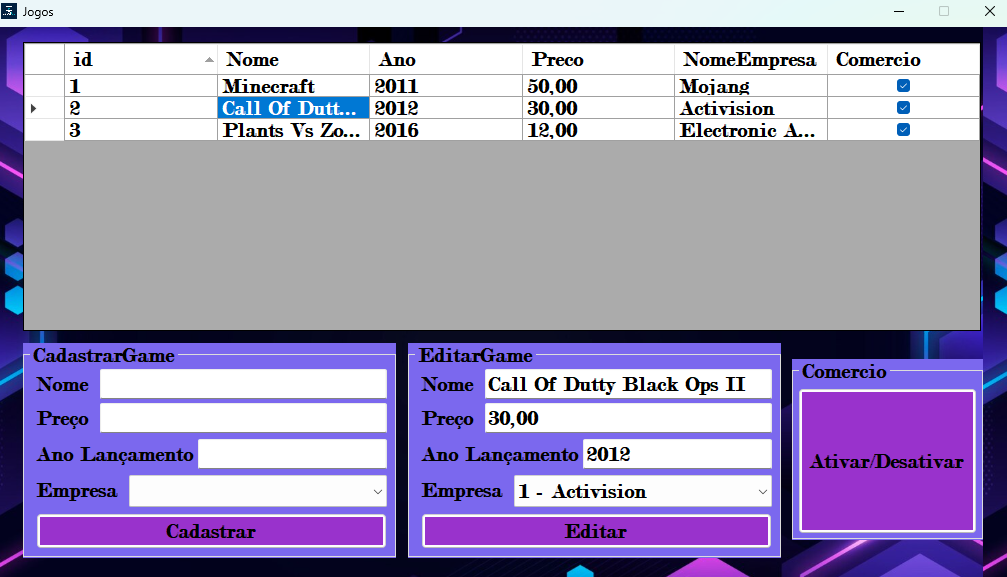 Jogos
id Nome Ano Preco NomeEmpresa Comercio
1 Minecraft 2011 50,00 Mojang
2 Call Of Dutt... 2012 30,00 Activision
3 Plants Vs Zo... 2016 12,00 Electronic A...
CadastrarGame
Nome
Preço
Ano Lançamento
Empresa
Cadastrar
EditarGame
Nome Call Of Dutty Black Ops II
Preço 30,00
Ano Lançamento 2012
Empresa 1 - Activision
Editar
Comercio
Ativar/Desativar